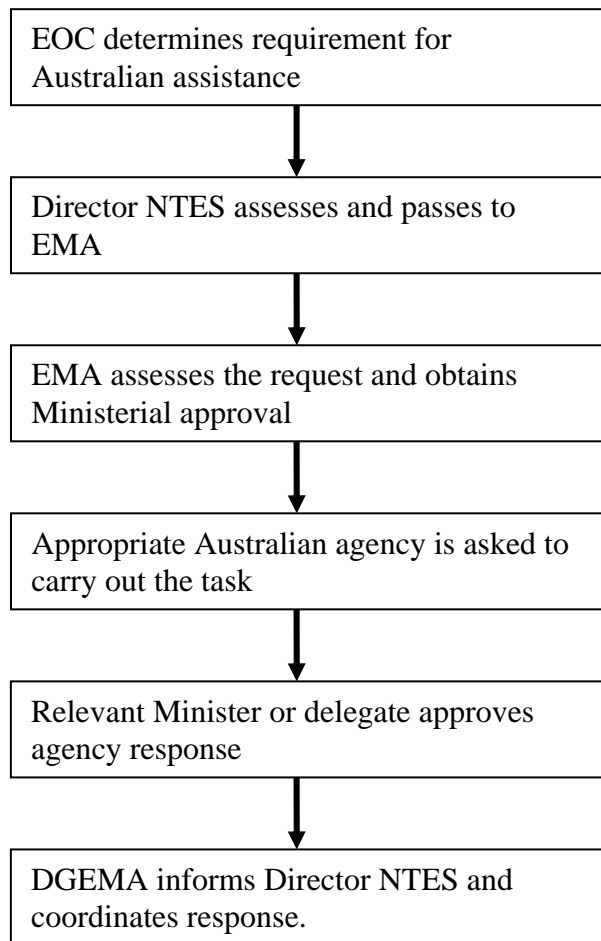 EOC determines requirement for
Australian assistance
Director NTES assesses and passes to
EMA
EMA assesses the request and obtains
Ministerial approval
Appropriate Australian agency is asked to
carry out the task
Relevant Minister or delegate approves
agency response
DGEMA informs Director NTES and
coordinates response.